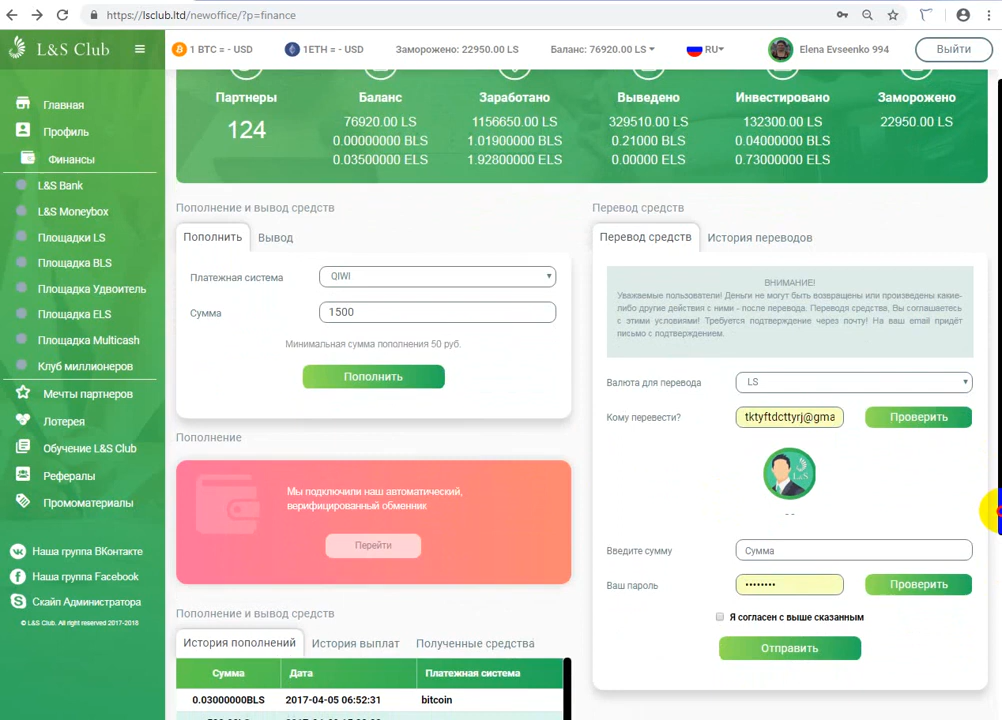 https://lsclub.ltd/newoffice/?p=finance
L&S Club
1 BTC = - USD
1ETH = - USD
Заморожено: 22950.00 LS
Баланс: 76920.00 LS
RU
Elena Evseenko 994
Выйти
Главная
Профиль
Финансы
L&S Bank
L&S Moneybox
Площадки LS
Площадка BLS
Площадка Удвоитель
Площадка ELS
Площадка Multicash
Клуб миллионеров
Мечты партнеров
Лотерея
Обучение L&S Club
Рефералы
Промоматериалы
Наша группа ВКонтакте
Наша группа Facebook
Скайп Администратора
© L&S Club. All right reserved 2017-2018
Партнеры
124
Баланс
76920.00 LS
0.00000000 BLS
0.03500000 ELS
Заработано
1156650.00 LS
1.01900000 BLS
1.92800000 ELS
Выведено
329510.00 LS
0.21000 BLS
0.00000 ELS
Инвестировано
132300.00 LS
0.04000000 BLS
0.73000000 ELS
Заморожено
22950.00 LS
Пополнение и вывод средств
Пополнить
Вывод
Платежная система
QIWI
Сумма
1500
Минимальная сумма пополнения 50 руб.
Пополнить
Пополнение
Мы подключили наш автоматический,
верифицированный обменник
Перейти
Пополнение и вывод средств
История пополнений
История выплат
Полученные средства
Сумма
Дата
Платежная система
0.03000000BLS
2017-04-05 06:52:31
bitcoin
Перевод средств
Перевод средств
История переводов
ВНИМАНИЕ!
Уважаемые пользователи! Деньги не могут быть возвращены или произведены какие-
либо другие действия с ними - после перевода. Переводя средства, Вы соглашаетесь
с этими условиями! Требуется подтверждение через почту! На ваш email придёт
письмо с подтверждением.
Валюта для перевода
LS
Кому перевести?
tktyftdcttyrj@gma
Проверить
L&S
- -
Введите сумму
Сумма
Ваш пароль
••••••••
Проверить
Я согласен с выше сказанным
Отправить